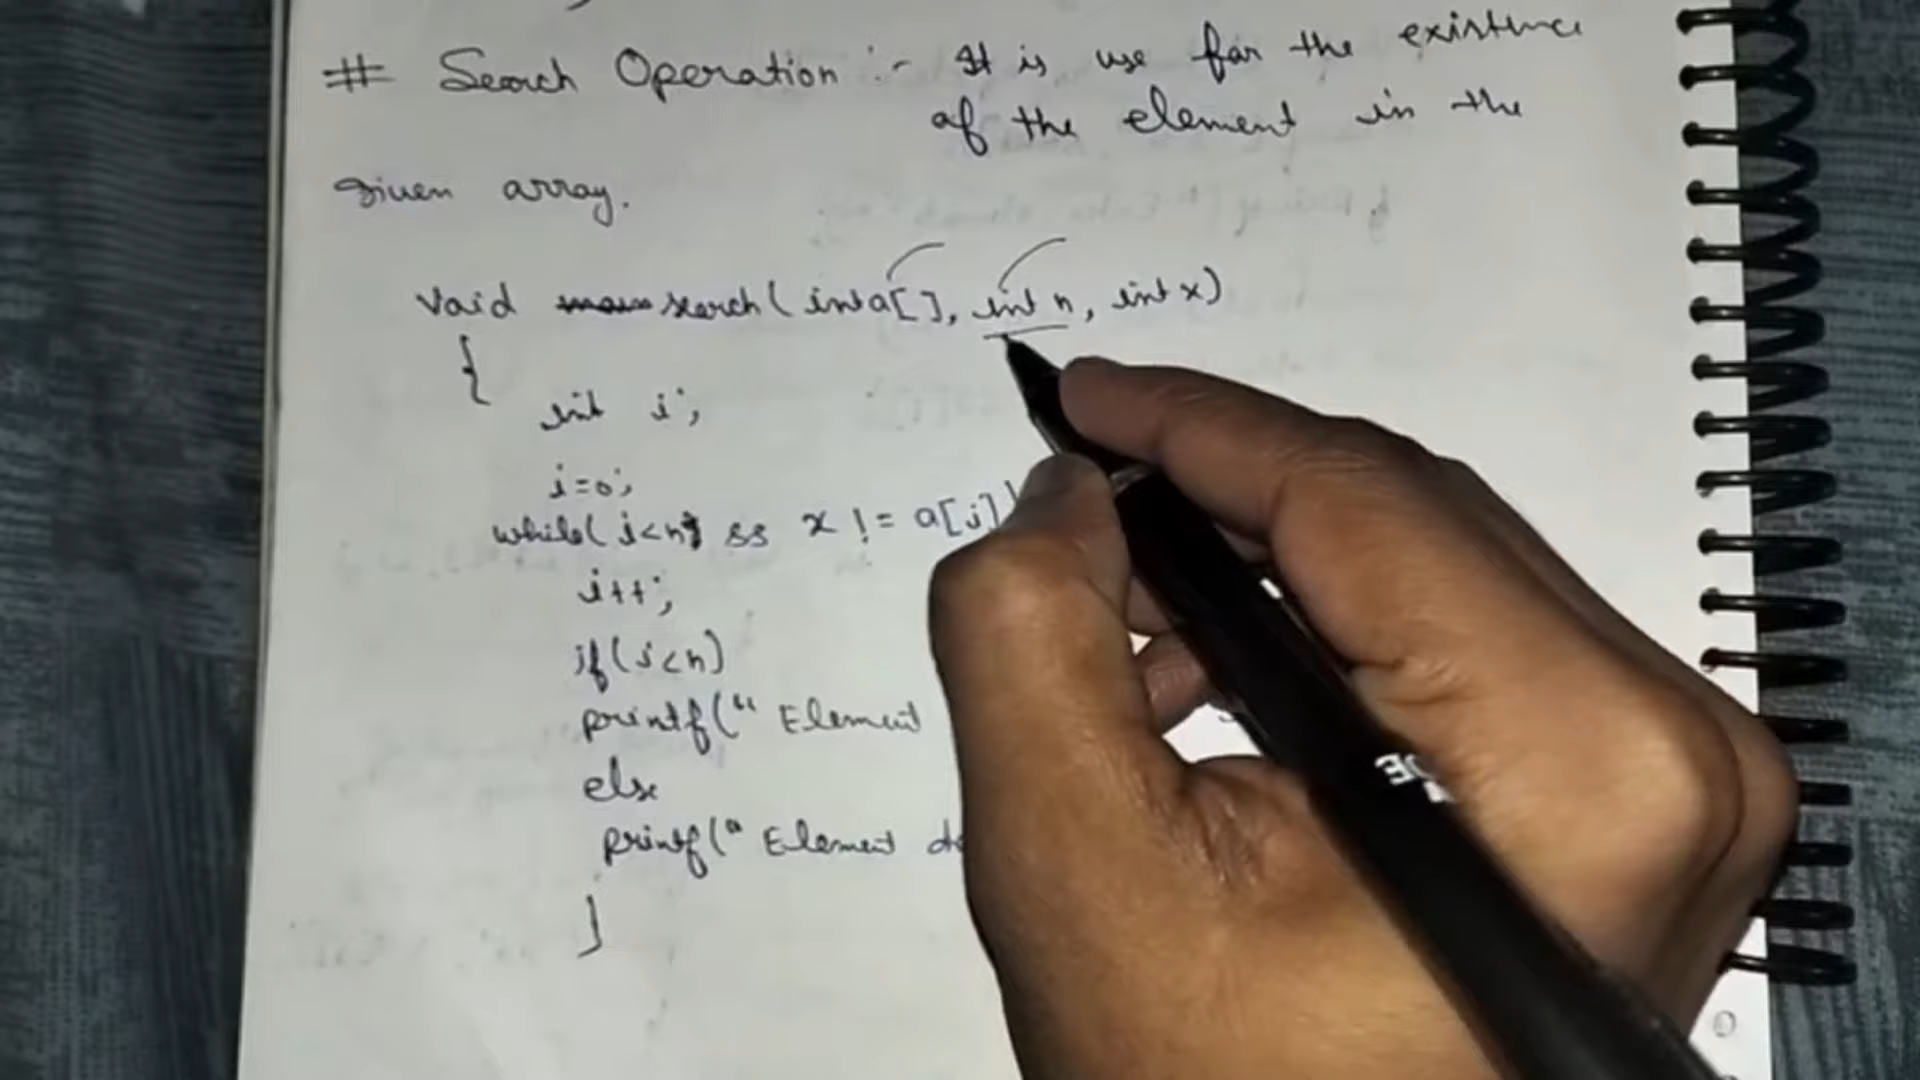 # Search Operation :- It is use for the existence
of the element in the
given array.
void search(int a[], int n, int x)
{
int i;
i=0;
while(i<n && x != a[i])
i++;
if(i<n)
printf(" Element
else
printf(" Element do
}